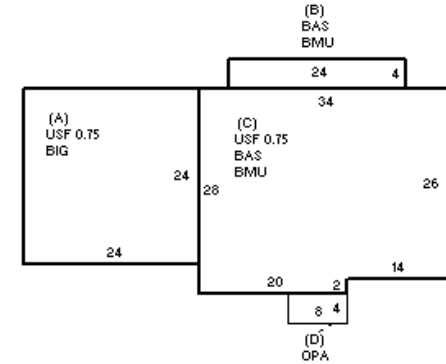 (B)
BAS
BMU
24
4
34
(A)
USF 0.75
BIG
(C)
USF 0.75
BAS
BMU
24
28
26
24
14
20
2
8
4
(D)
OPA